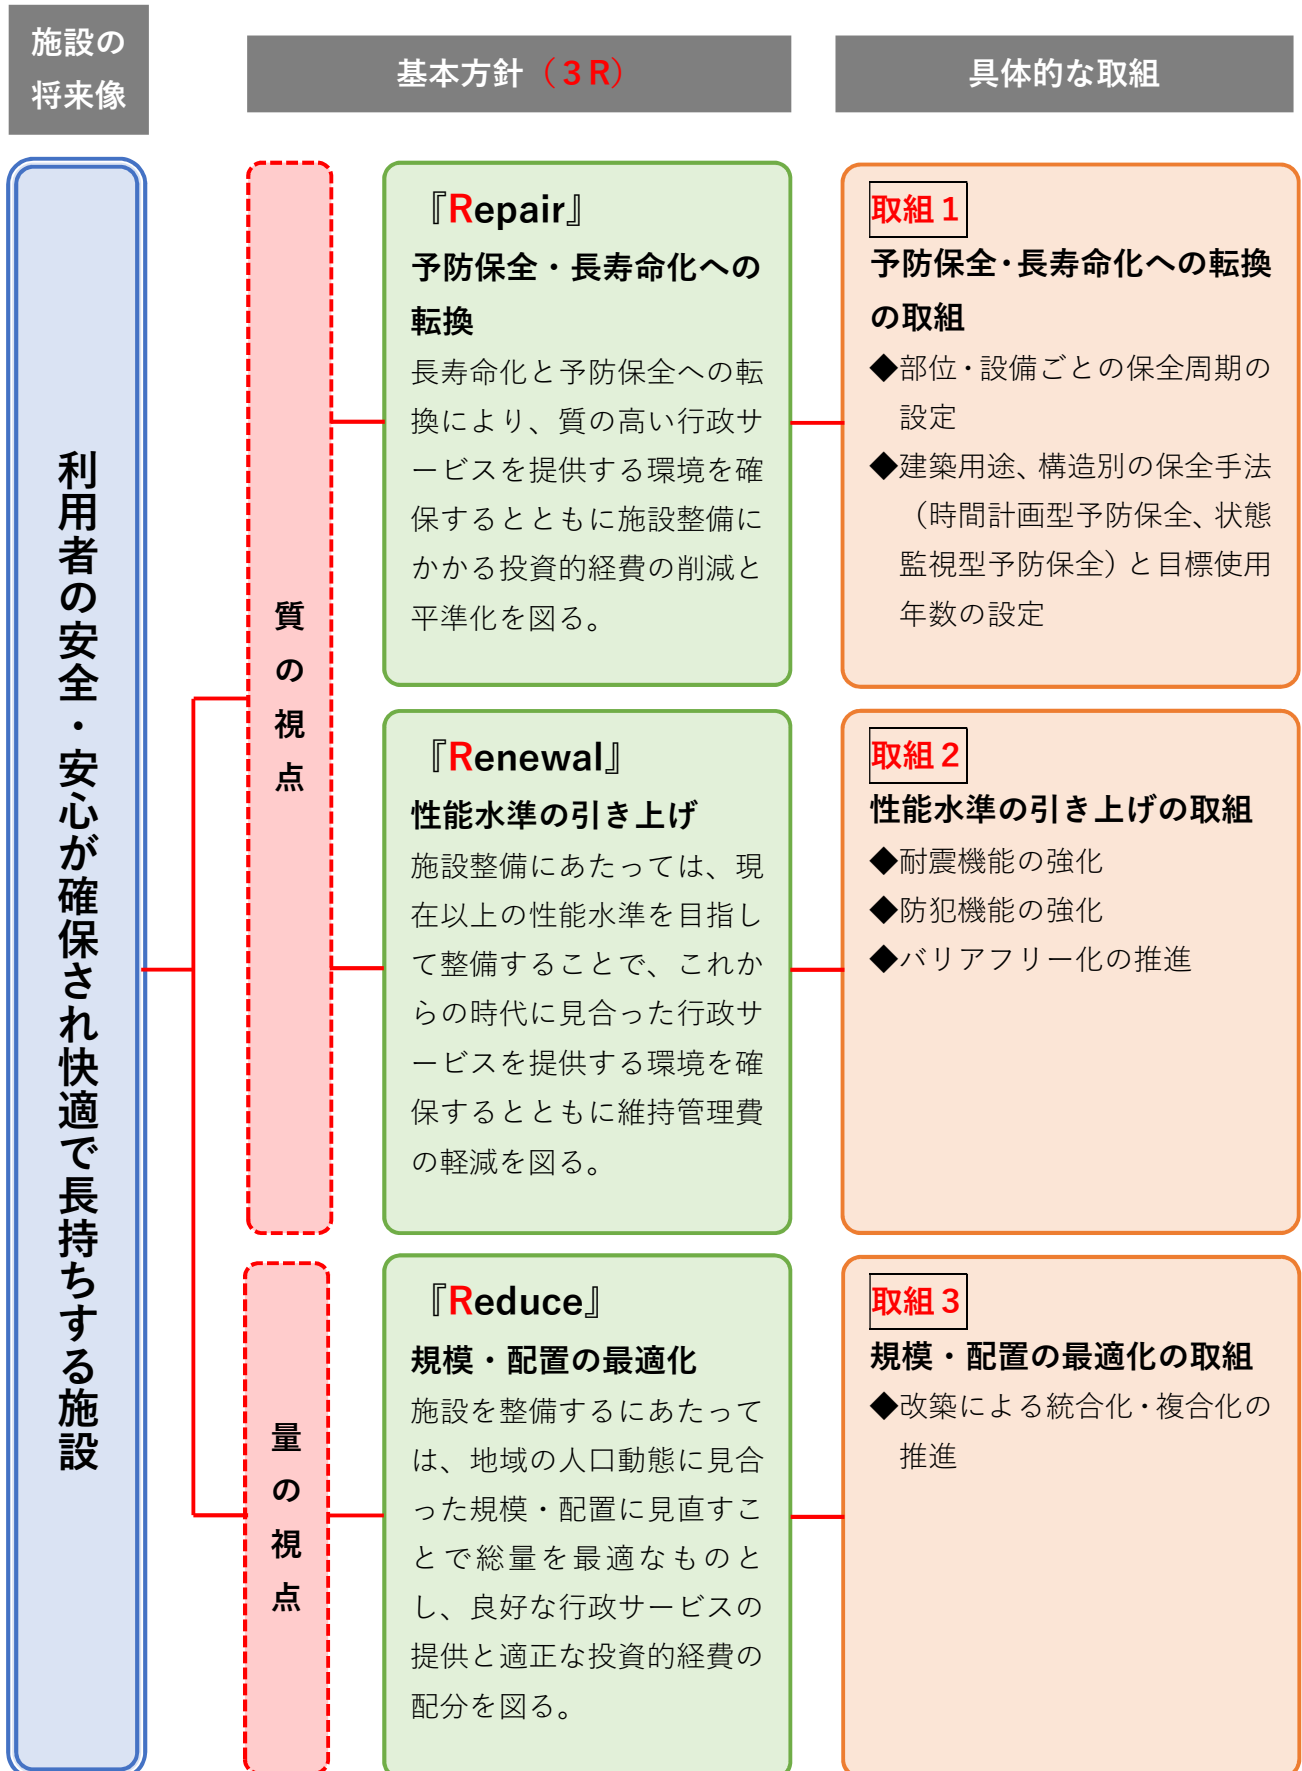 施設の
将来像
基本方針（３R）
具体的な取組
利用者の安全・安心が確保され快適で長持ちする施設
質の視点
『Repair』
予防保全・長寿命化への
転換
長寿命化と予防保全への転
換により、質の高い行政サ
ービスを提供する環境を確
保するとともに施設整備に
かかる投資的経費の削減と
平準化を図る。
取組１
予防保全・長寿命化への転換
の取組
◆部位・設備ごとの保全周期の
設定
◆建築用途、構造別の保全手法
（時間計画型予防保全、状態
監視型予防保全）と目標使用
年数の設定
『Renewal』
性能水準の引き上げ
施設整備にあたっては、現
在以上の性能水準を目指し
て整備することで、これか
らの時代に見合った行政サ
ービスを提供する環境を確
保するとともに維持管理費
の軽減を図る。
取組２
性能水準の引き上げの取組
◆耐震機能の強化
◆防犯機能の強化
◆バリアフリー化の推進
量の視点
『Reduce』
規模・配置の最適化
施設を整備するにあたって
は、地域の人口動態に見合
った規模・配置に見直すこ
とで総量を最適なものと
し、良好な行政サービスの
提供と適正な投資的経費の
配分を図る。
取組３
規模・配置の最適化の取組
◆改築による統合化・複合化の
推進